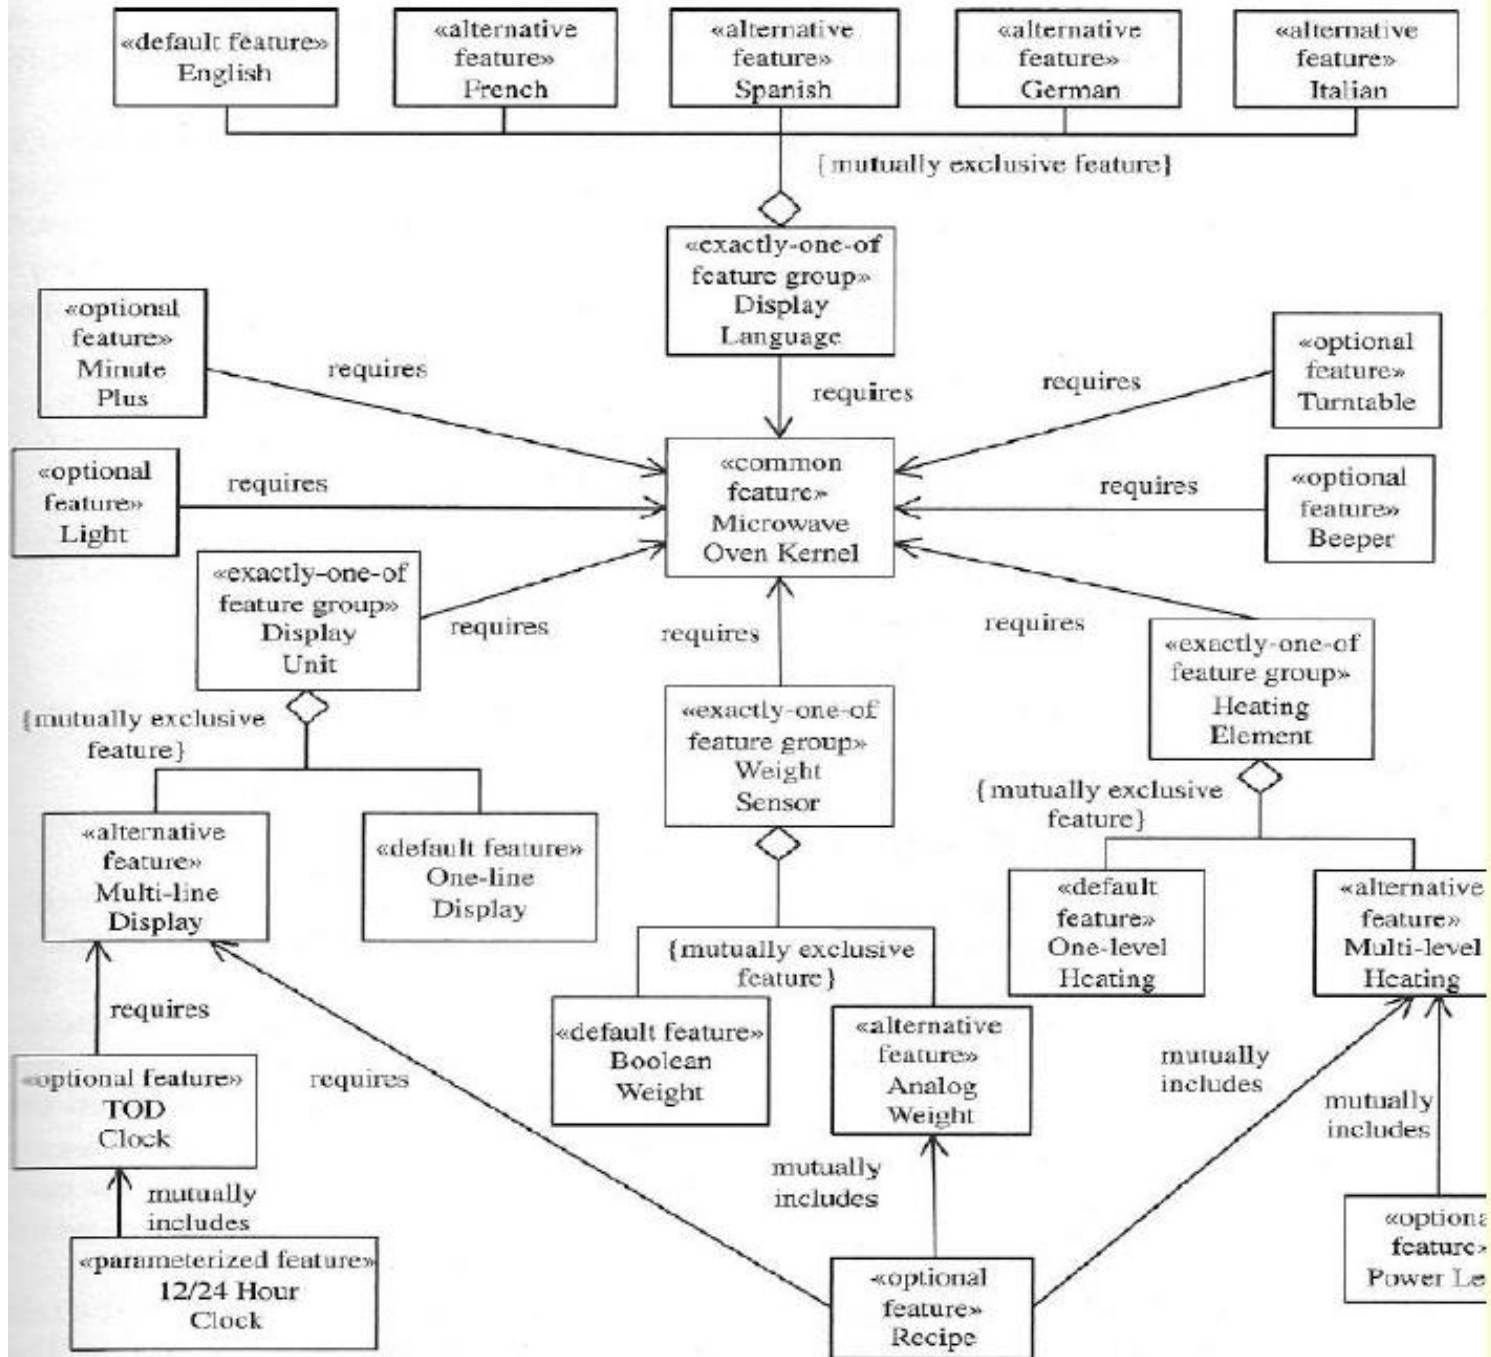 «default feature»
English
«alternative
feature»
French
«alternative
feature»
Spanish
«alternative
feature»
German
«alternative
feature»
Italian
{mutually exclusive feature}
«exactly-one-of
feature group»
Display
Language
«optional
feature»
Minute
Plus
requires
requires
requires
«optional
feature»
Turntable
«optional
feature»
Light
requires
«common
feature»
Microwave
Oven Kernel
requires
«optional
feature»
Beeper
«exactly-one-of
feature group»
Display
Unit
requires
requires
requires
«exactly-one-of
feature group»
Heating
Element
{mutually exclusive
feature}
«exactly-one-of
feature group»
Weight
Sensor
{mutually exclusive
feature}
«alternative
feature»
Multi-line
Display
«default feature»
One-line
Display
«default
feature»
One-level
Heating
«alternative
feature»
Multi-level
Heating
{mutually exclusive
feature}
requires
«default feature»
Boolean
Weight
«alternative
feature»
Analog
Weight
«optional feature»
TOD
Clock
requires
mutually
includes
mutually
includes
mutually
includes
mutually
includes
«parameterized feature»
12/24 Hour
Clock
«optional
feature»
Recipe
«optiona
feature»
Power Le